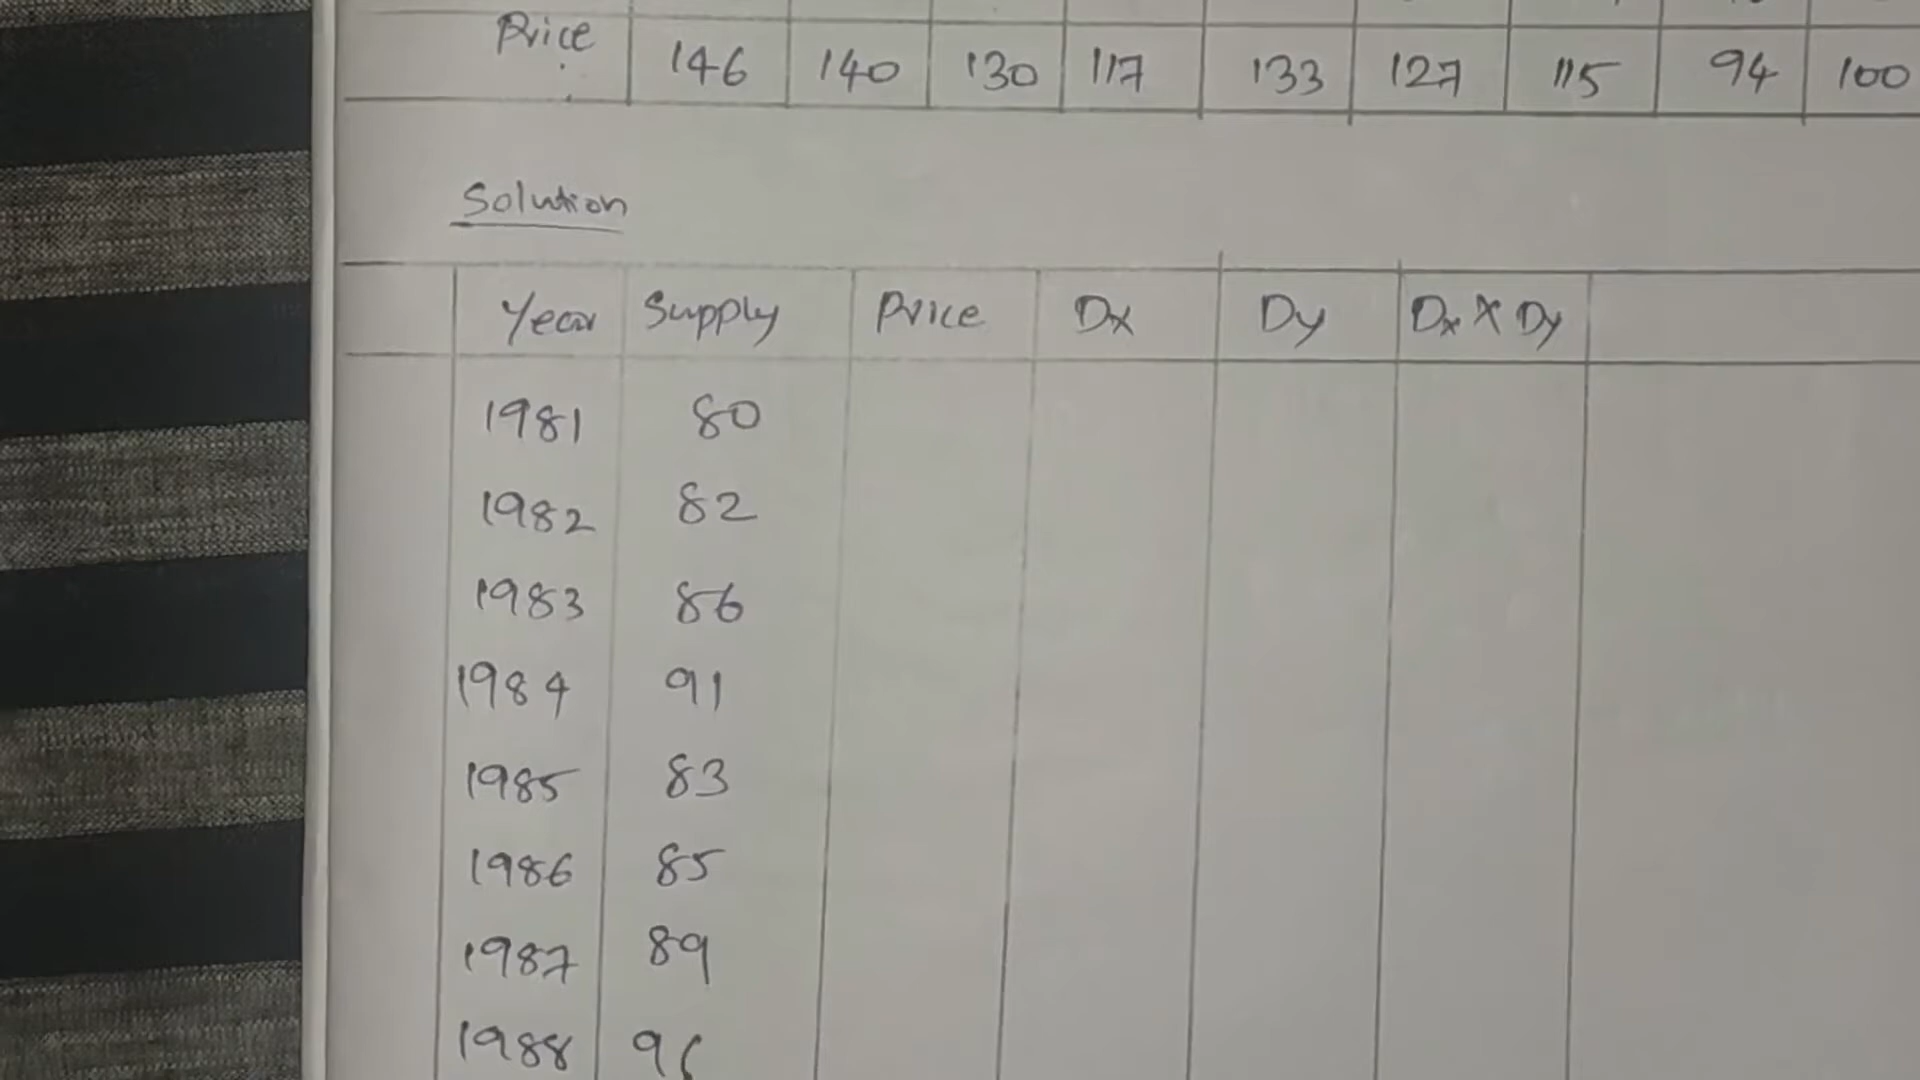 Price 146 140 130 117 133 127 115 94 100
Solution
Year Supply Price Dx Dy Dx X Dy
1981 80
1982 82
1983 86
1984 91
1985 83
1986 85
1987 89
1988